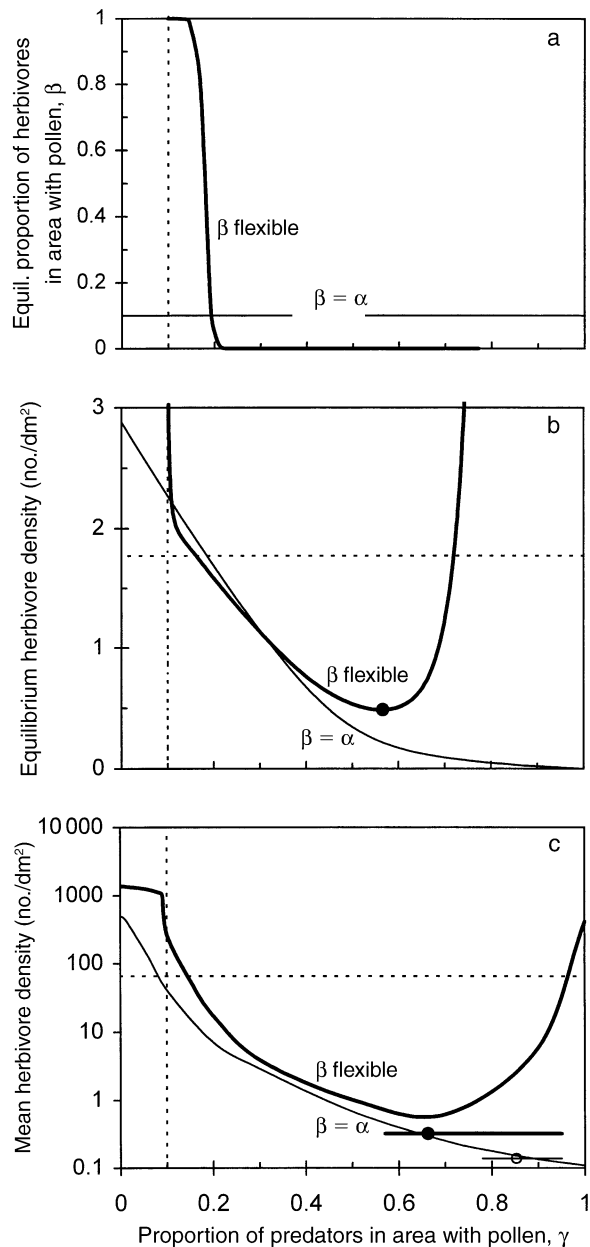 a
Equil. proportion of herbivores
in area with pollen, β
1
0.8
0.6
0.4
0.2
0
β flexible
β = α
b
Equilibrium herbivore density (no./dm²)
3
2
1
0
β flexible
β = α
c
Mean herbivore density (no./dm²)
10 000
1000
100
10
1
0.1
β flexible
β = α
0 0.2 0.4 0.6 0.8 1
Proportion of predators in area with pollen, γ